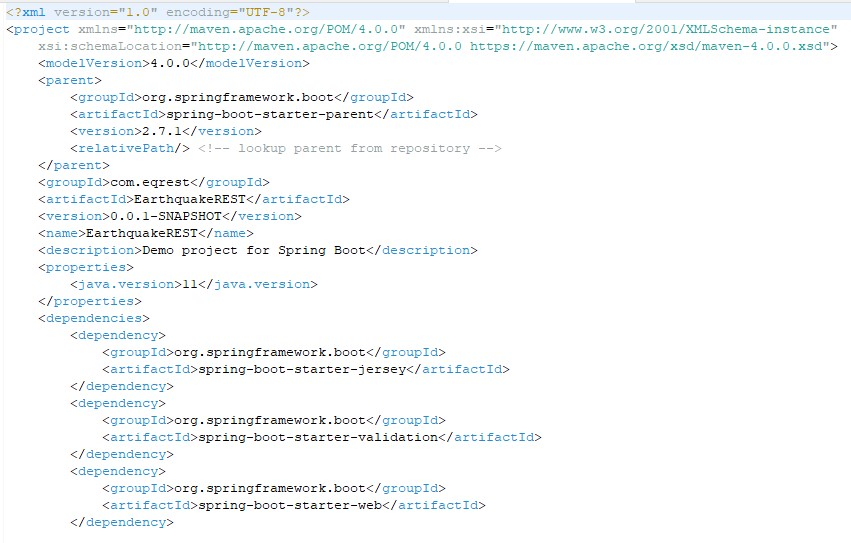 <?xml version="1.0" encoding="UTF-8"?>
<project xmlns="http://maven.apache.org/POM/4.0.0" xmlns:xsi="http://www.w3.org/2001/XMLSchema-instance"
    xsi:schemaLocation="http://maven.apache.org/POM/4.0.0 https://maven.apache.org/xsd/maven-4.0.0.xsd">
    <modelVersion>4.0.0</modelVersion>
    <parent>
        <groupId>org.springframework.boot</groupId>
        <artifactId>spring-boot-starter-parent</artifactId>
        <version>2.7.1</version>
        <relativePath/> <!-- lookup parent from repository -->
    </parent>
    <groupId>com.eqrest</groupId>
    <artifactId>EarthquakeREST</artifactId>
    <version>0.0.1-SNAPSHOT</version>
    <name>EarthquakeREST</name>
    <description>Demo project for Spring Boot</description>
    <properties>
        <java.version>11</java.version>
    </properties>
    <dependencies>
        <dependency>
            <groupId>org.springframework.boot</groupId>
            <artifactId>spring-boot-starter-jersey</artifactId>
        </dependency>
        <dependency>
            <groupId>org.springframework.boot</groupId>
            <artifactId>spring-boot-starter-validation</artifactId>
        </dependency>
        <dependency>
            <groupId>org.springframework.boot</groupId>
            <artifactId>spring-boot-starter-web</artifactId>
        </dependency>